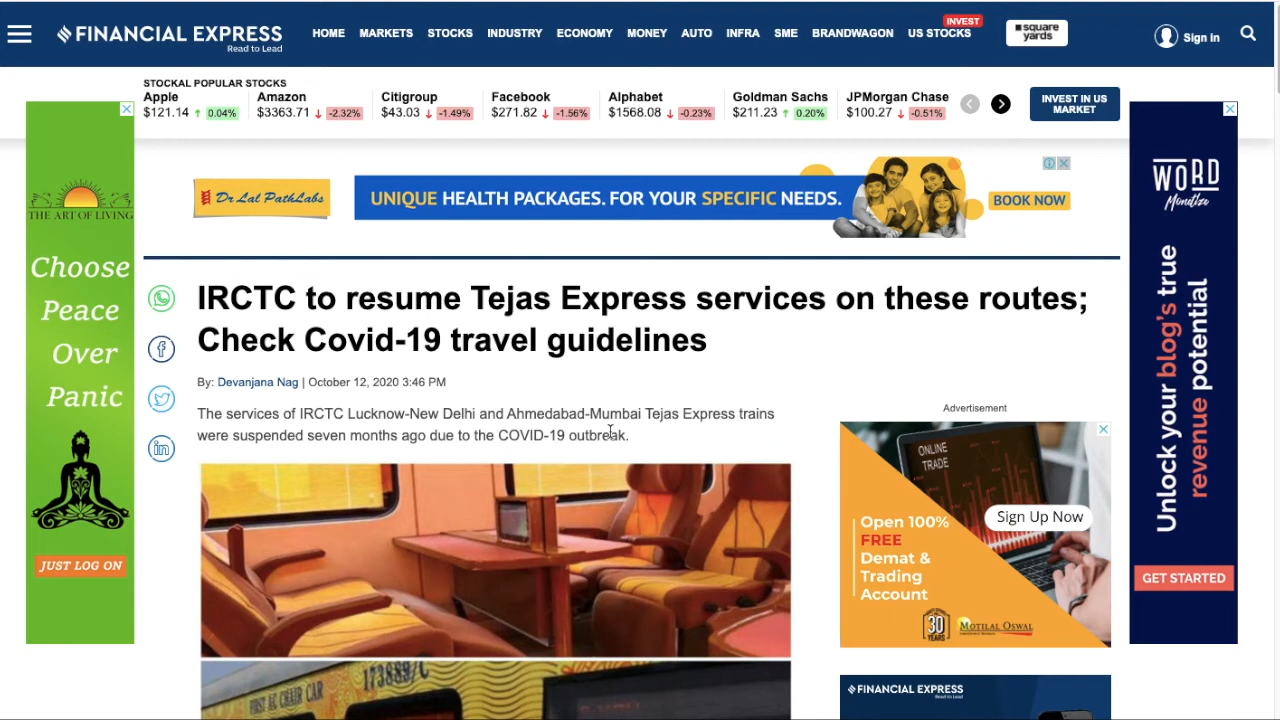 FINANCIAL EXPRESS
Read to Lead
HOME MARKETS STOCKS INDUSTRY ECONOMY MONEY AUTO INFRA SME BRANDWAGON US STOCKS
INVEST
square
yards
Sign in
STOCKAL POPULAR STOCKS
Apple Amazon Citigroup Facebook Alphabet Goldman Sachs JPMorgan Chase
$121.14 ↑ 0.04% $3363.71 ↓ -2.32% $43.03 ↓ -1.49% $271.82 ↓ -1.56% $1568.08 ↓ -0.23% $211.23 ↑ 0.20% $100.27 ↓ -0.51%
INVEST IN US
MARKET
THE ART OF LIVING
Choose
Peace
Over
Panic
JUST LOG ON
Dr Lal PathLabs
UNIQUE HEALTH PACKAGES. FOR YOUR SPECIFIC NEEDS.
BOOK NOW
IRCTC to resume Tejas Express services on these routes;
Check Covid-19 travel guidelines
By: Devanjana Nag | October 12, 2020 3:46 PM
The services of IRCTC Lucknow-New Delhi and Ahmedabad-Mumbai Tejas Express trains
were suspended seven months ago due to the COVID-19 outbreak.
173889/C
FIRST AC CHAIR CAR
Advertisement
ONLINE
TRADE
Sign Up Now
Open 100%
FREE
Demat &
Trading
Account
30
YEARS
MOTILAL OSWAL
FINANCIAL EXPRESS
Read to Lead
WORD
Monetize
Unlock your blog's true
revenue potential
GET STARTED